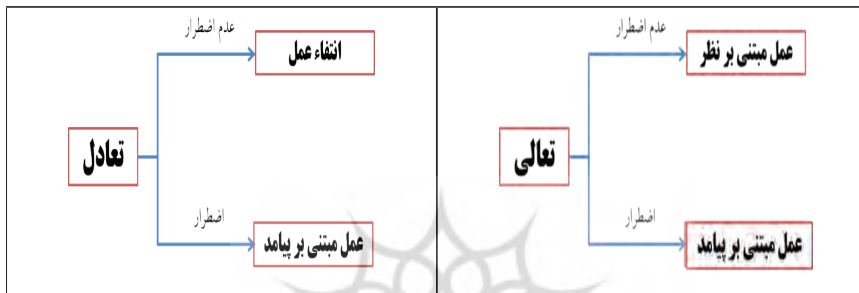 عدم اضطرار
عمل مبتنی بر نظر
تعالی
اضطرار
عمل مبتنی بر پیامد
عدم اضطرار
انتفاء عمل
تعادل
اضطرار
عمل مبتنی بر پیامد